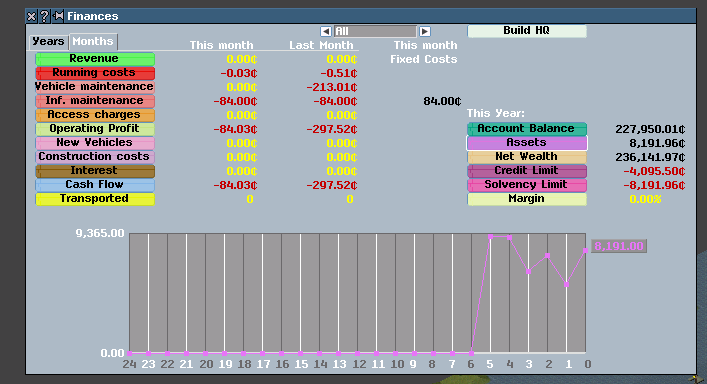 Finances
All
Build HQ
Years Months
This month Last Month This month
Fixed Costs
Revenue 0.00¢ 0.00¢
Running costs -0.03¢ -0.51¢
Vehicle maintenance 0.00¢ -213.01¢
Inf. maintenance -84.00¢ -84.00¢ 84.00¢
Access charges 0.00¢ 0.00¢
Operating Profit -84.03¢ -297.52¢
New Vehicles 0.00¢ 0.00¢
Construction costs 0.00¢ 0.00¢
Interest 0.00¢ 0.00¢
Cash Flow -84.03¢ -297.52¢
Transported 0 0
This Year:
Account Balance 227,950.01¢
Assets 8,191.96¢
Net Wealth 236,141.97¢
Credit Limit -4,095.50¢
Solvency Limit -8,191.96¢
Margin 0.00%
9,365.00
8,191.00
0.00
24 23 22 21 20 19 18 17 16 15 14 13 12 11 10 9 8 7 6 5 4 3 2 1 0